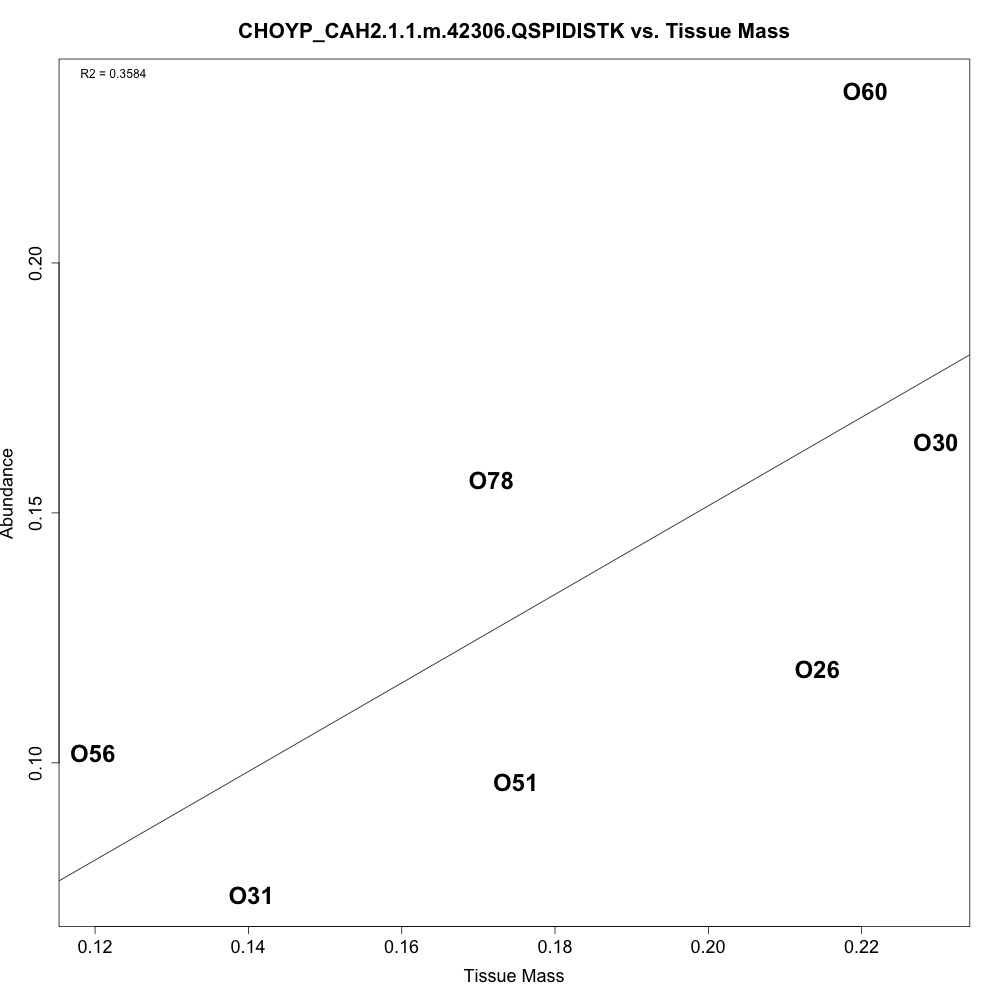 CHOYP_CAH2.1.1.m.42306.QSPIDISTK vs. Tissue Mass
R2 = 0.3584
O60
0.20
O30
O78
0.15
Abundance
O26
O56
0.10
O51
O31
0.12 0.14 0.16 0.18 0.20 0.22
Tissue Mass